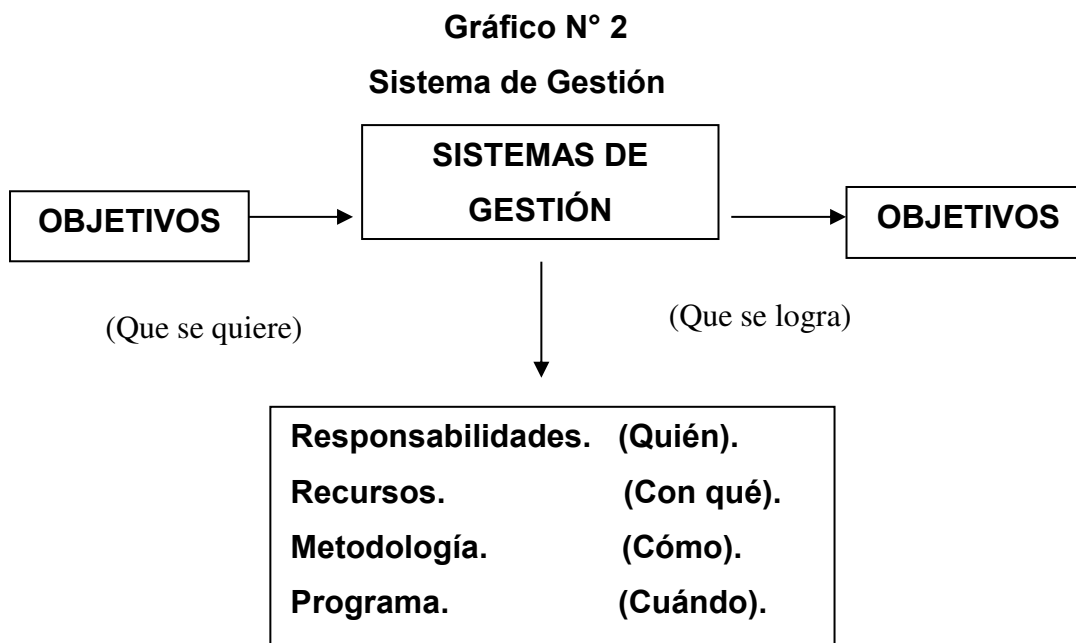 Gráfico N° 2
Sistema de Gestión
SISTEMAS DE
GESTIÓN
OBJETIVOS
OBJETIVOS
(Que se quiere)
(Que se logra)
Responsabilidades. (Quién).
Recursos. (Con qué).
Metodología. (Cómo).
Programa. (Cuándo).